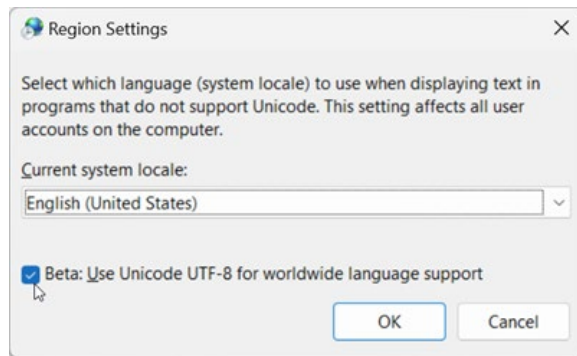 Region Settings
Select which language (system locale) to use when displaying text in
programs that do not support Unicode. This setting affects all user
accounts on the computer.
Current system locale:
English (United States)
Beta: Use Unicode UTF-8 for worldwide language support
OK Cancel